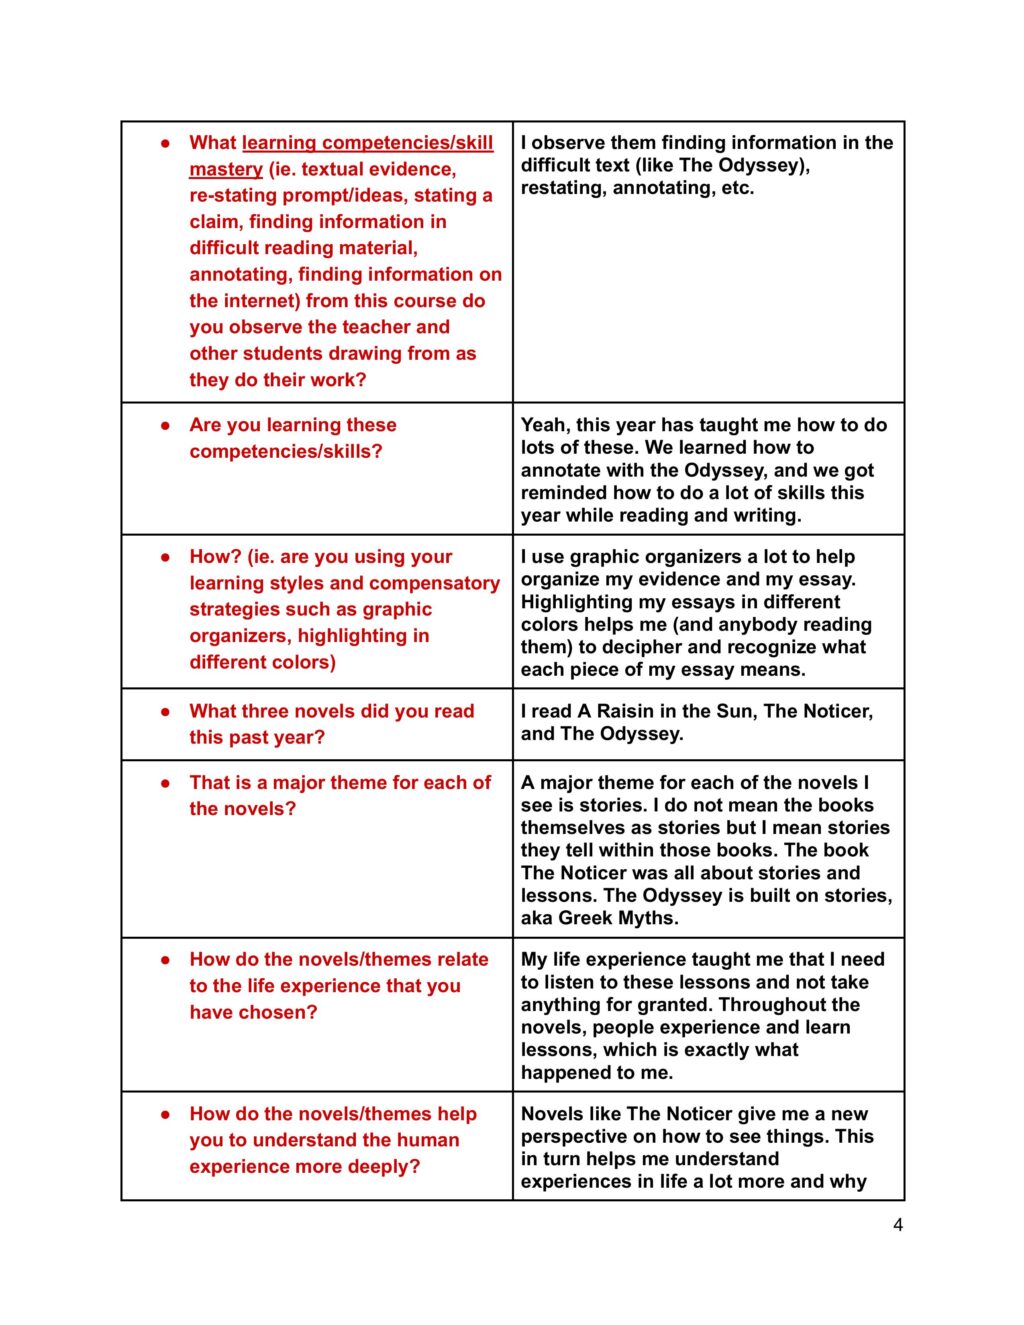 ● What learning competencies/skill
mastery (ie. textual evidence,
re-stating prompt/ideas, stating a
claim, finding information in
difficult reading material,
annotating, finding information on
the internet) from this course do
you observe the teacher and
other students drawing from as
they do their work?
I observe them finding information in the
difficult text (like The Odyssey),
restating, annotating, etc.
● Are you learning these
competencies/skills?
Yeah, this year has taught me how to do
lots of these. We learned how to
annotate with the Odyssey, and we got
reminded how to do a lot of skills this
year while reading and writing.
● How? (ie. are you using your
learning styles and compensatory
strategies such as graphic
organizers, highlighting in
different colors)
I use graphic organizers a lot to help
organize my evidence and my essay.
Highlighting my essays in different
colors helps me (and anybody reading
them) to decipher and recognize what
each piece of my essay means.
● What three novels did you read
this past year?
I read A Raisin in the Sun, The Noticer,
and The Odyssey.
● That is a major theme for each of
the novels?
A major theme for each of the novels I
see is stories. I do not mean the books
themselves as stories but I mean stories
they tell within those books. The book
The Noticer was all about stories and
lessons. The Odyssey is built on stories,
aka Greek Myths.
● How do the novels/themes relate
to the life experience that you
have chosen?
My life experience taught me that I need
to listen to these lessons and not take
anything for granted. Throughout the
novels, people experience and learn
lessons, which is exactly what
happened to me.
● How do the novels/themes help
you to understand the human
experience more deeply?
Novels like The Noticer give me a new
perspective on how to see things. This
in turn helps me understand
experiences in life a lot more and why
4